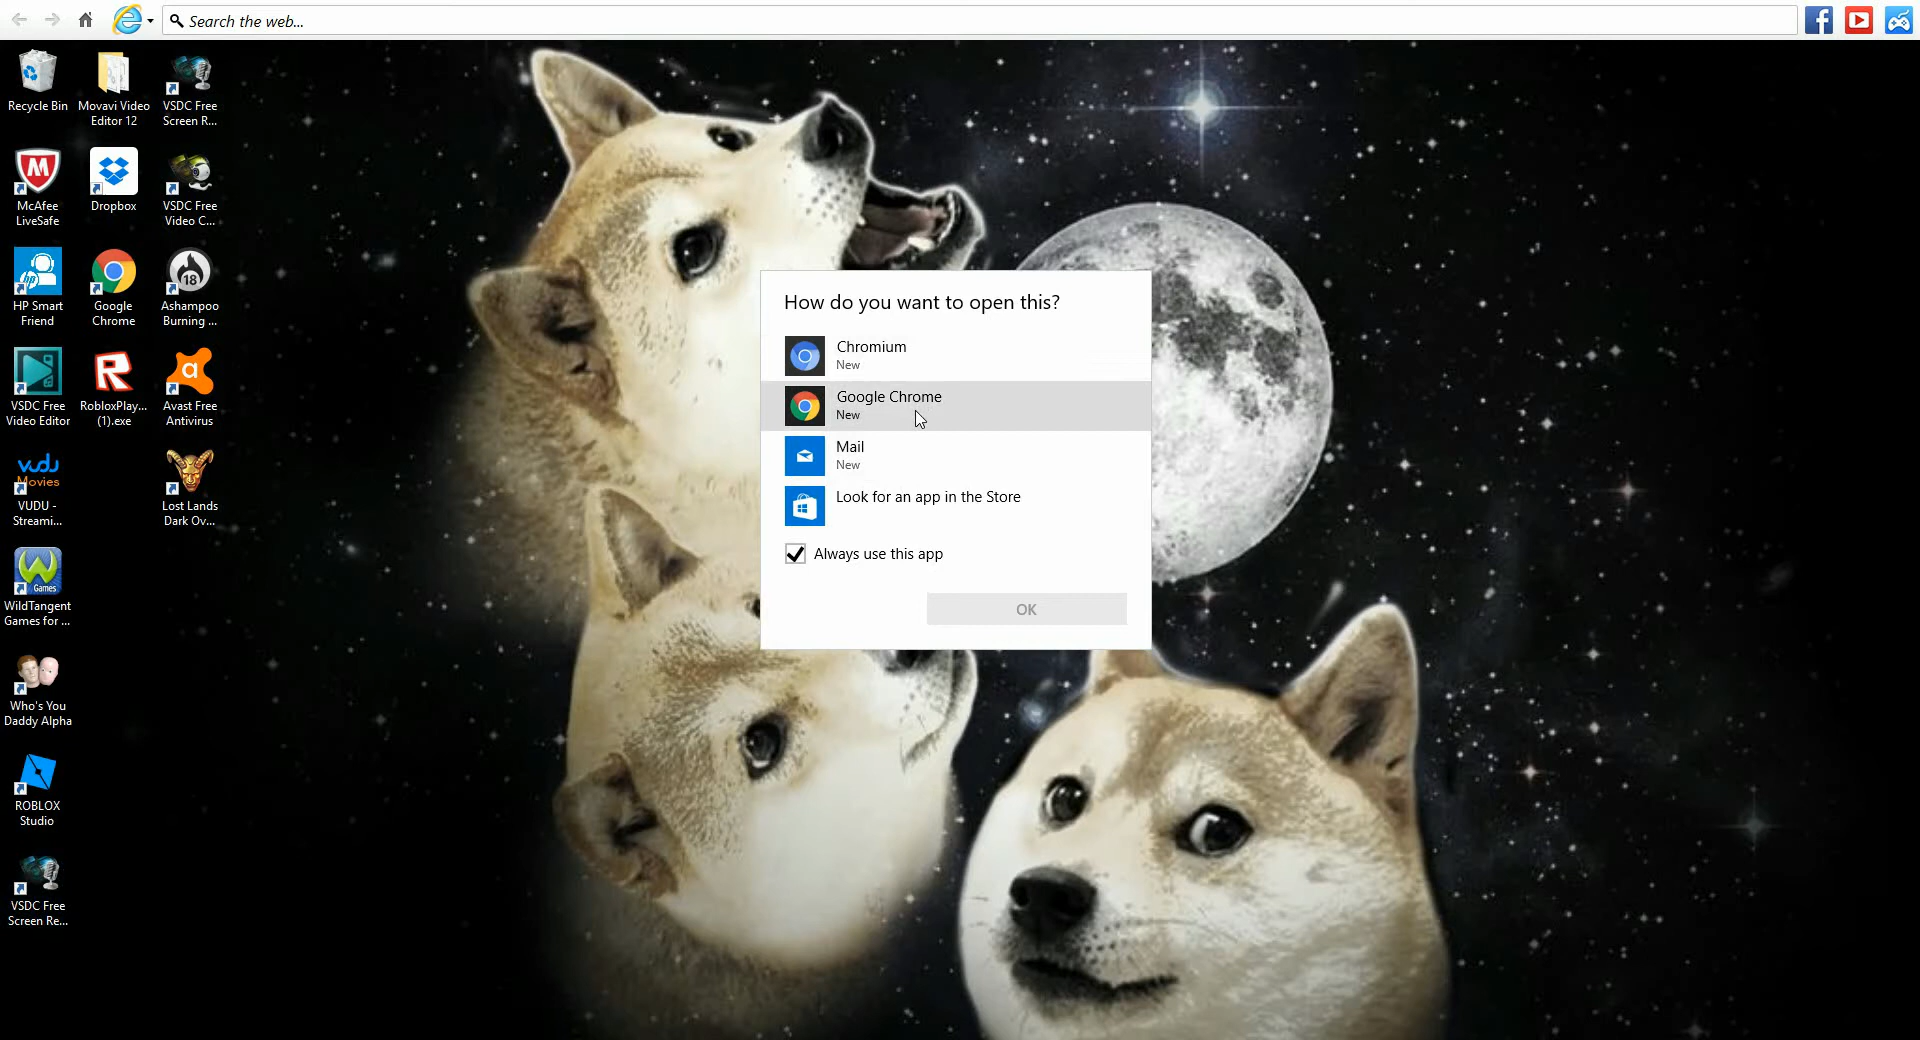 Search the web...
Recycle Bin
Movavi Video
Editor 12
VSDC Free
Screen R...
McAfee
LiveSafe
Dropbox
VSDC Free
Video C...
HP Smart
Friend
Google
Chrome
18
Ashampoo
Burning ...
VSDC Free
Video Editor
RobloxPlay...
(1).exe
Avast Free
Antivirus
vudu
Movies
VUDU -
Streami...
Lost Lands
Dark Ov...
Games
WildTangent
Games for ...
Who's You
Daddy Alpha
ROBLOX
Studio
VSDC Free
Screen Re...
How do you want to open this?
Chromium
New
Google Chrome
New
Mail
New
Look for an app in the Store
Always use this app
OK